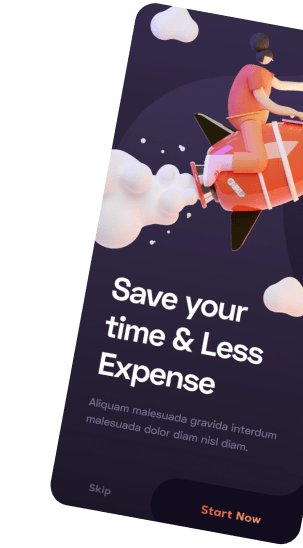 Save your
time & Less
Expense
Aliquam malesuada gravida interdum
malesuada dolor diam nisl diam.
Skip
Start Now